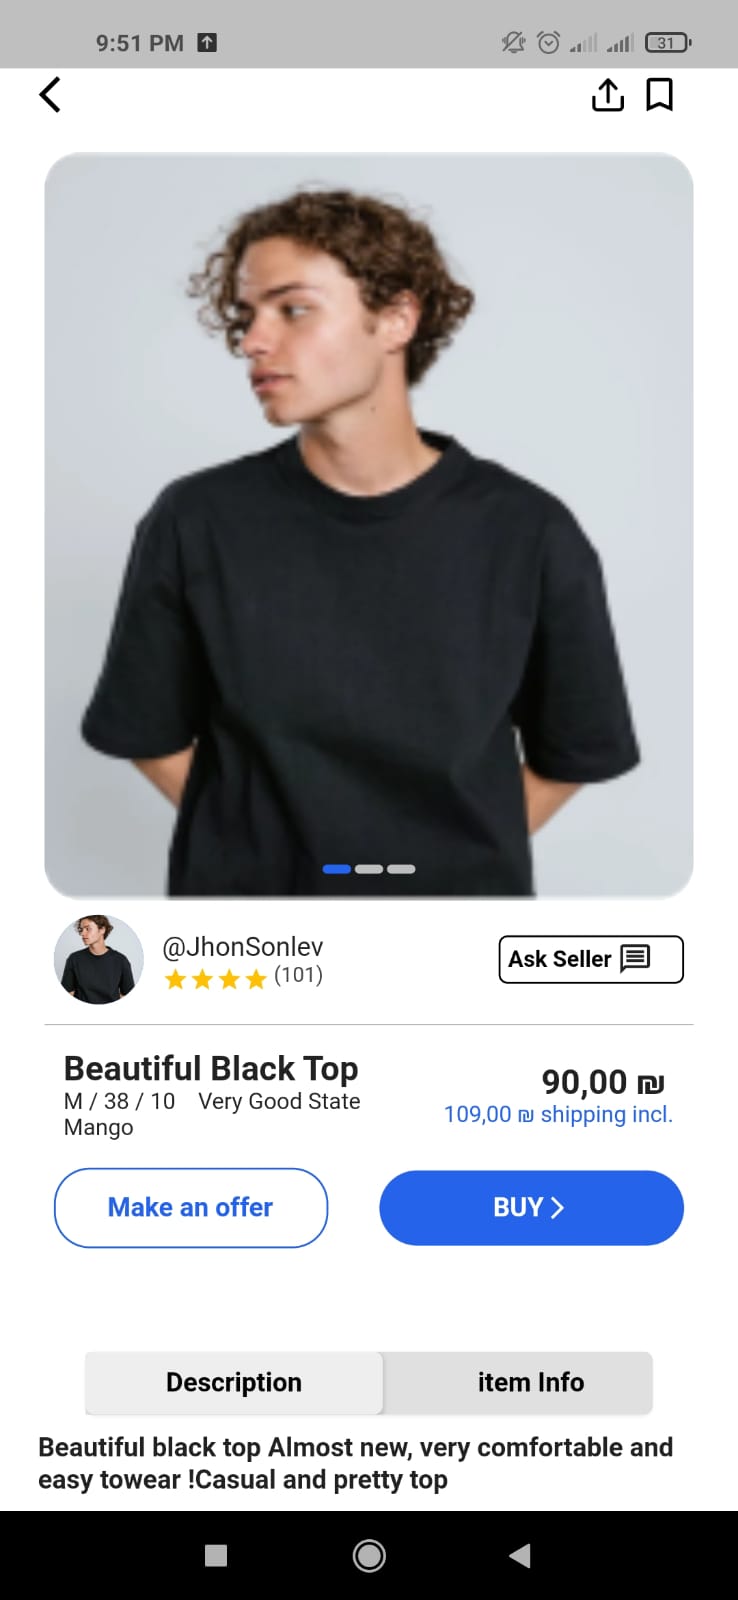 9:51 PM
31
@JhonSonlev
(101)
Ask Seller
Beautiful Black Top
90,00 ₪
M / 38 / 10 Very Good State
109,00 ₪ shipping incl.
Mango
Make an offer
BUY
Description
item Info
Beautiful black top Almost new, very comfortable and
easy towear !Casual and pretty top